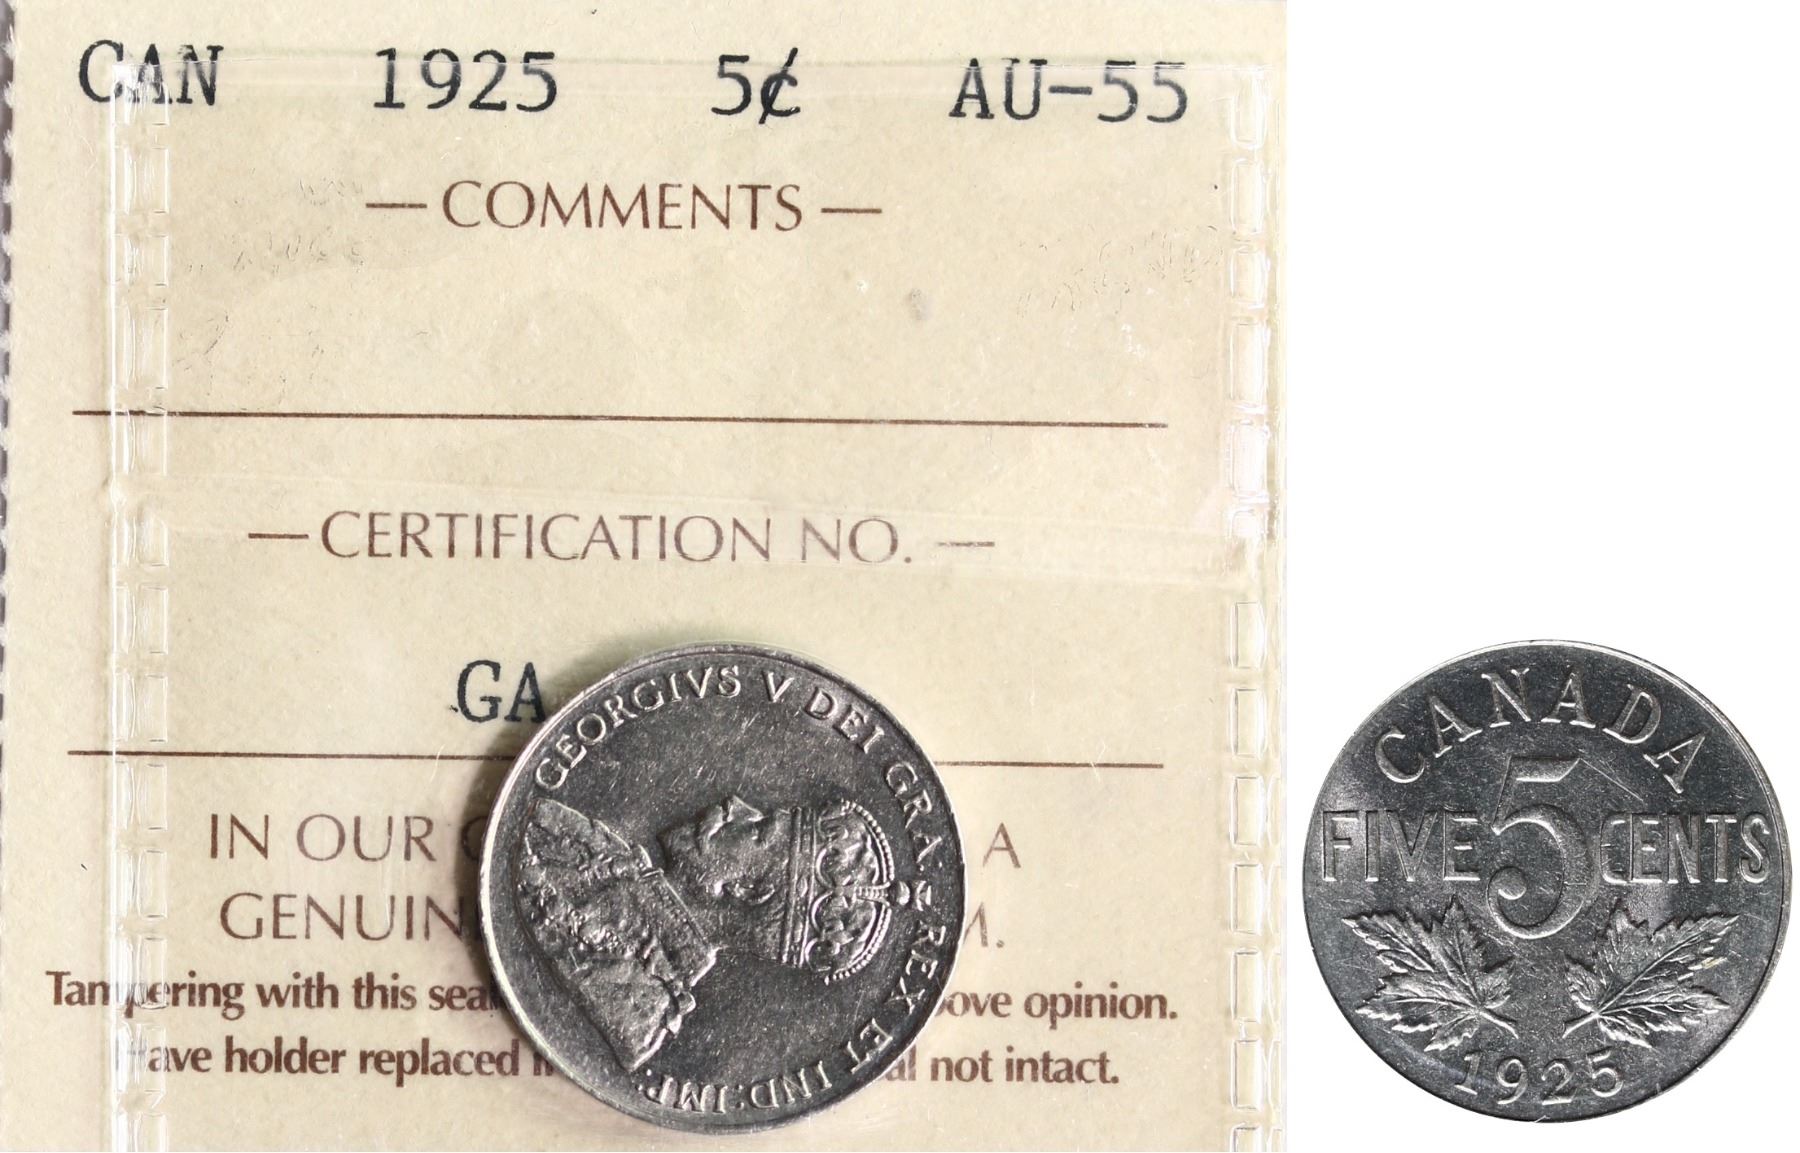 CAN 1925 5¢ AU-55
— COMMENTS —
— CERTIFICATION NO. —
GA
IN OUR A
GENUIN M.
Tampering with this seal ove opinion.
Have holder replaced al not intact.
GEORGIVS V DEI GRA: REX ET IND:IMP:
CANADA
FIVE 5 CENTS
1925